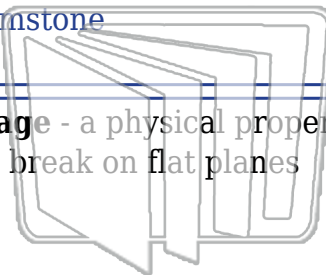 mstone
age - a physical proper
break on flat planes